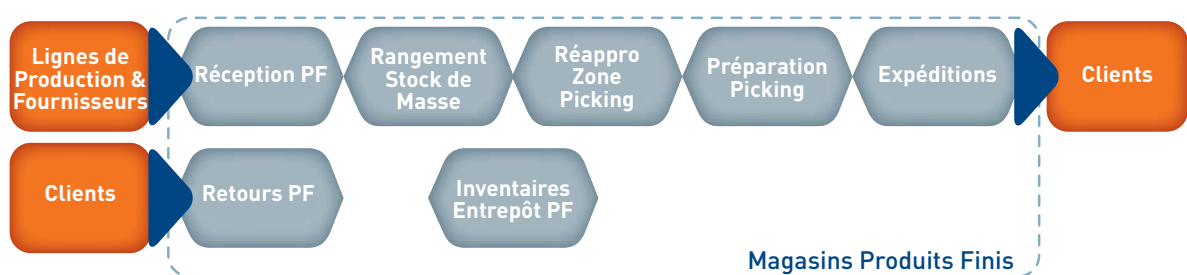 Lignes de
Production &
Fournisseurs
Réception PF
Rangement
Stock de
Masse
Réappro
Zone
Picking
Préparation
Picking
Expéditions
Clients
Clients
Retours PF
Inventaires
Entrepôt PF
Magasins Produits Finis